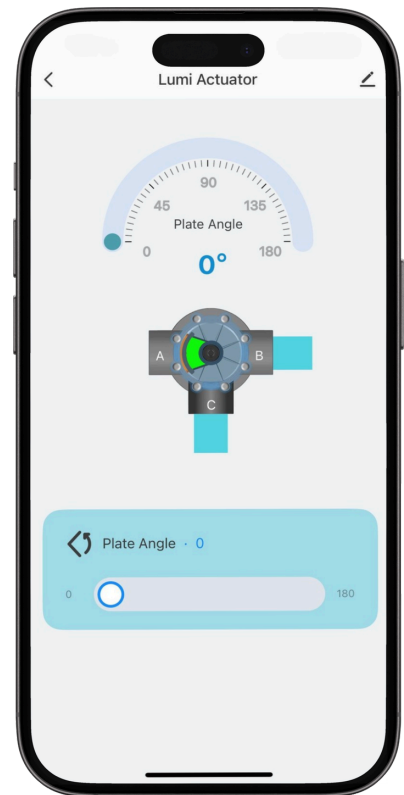 Lumi Actuator
90
45
135
Plate Angle
0
180
0°
A
B
C
Plate Angle · 0
0
180